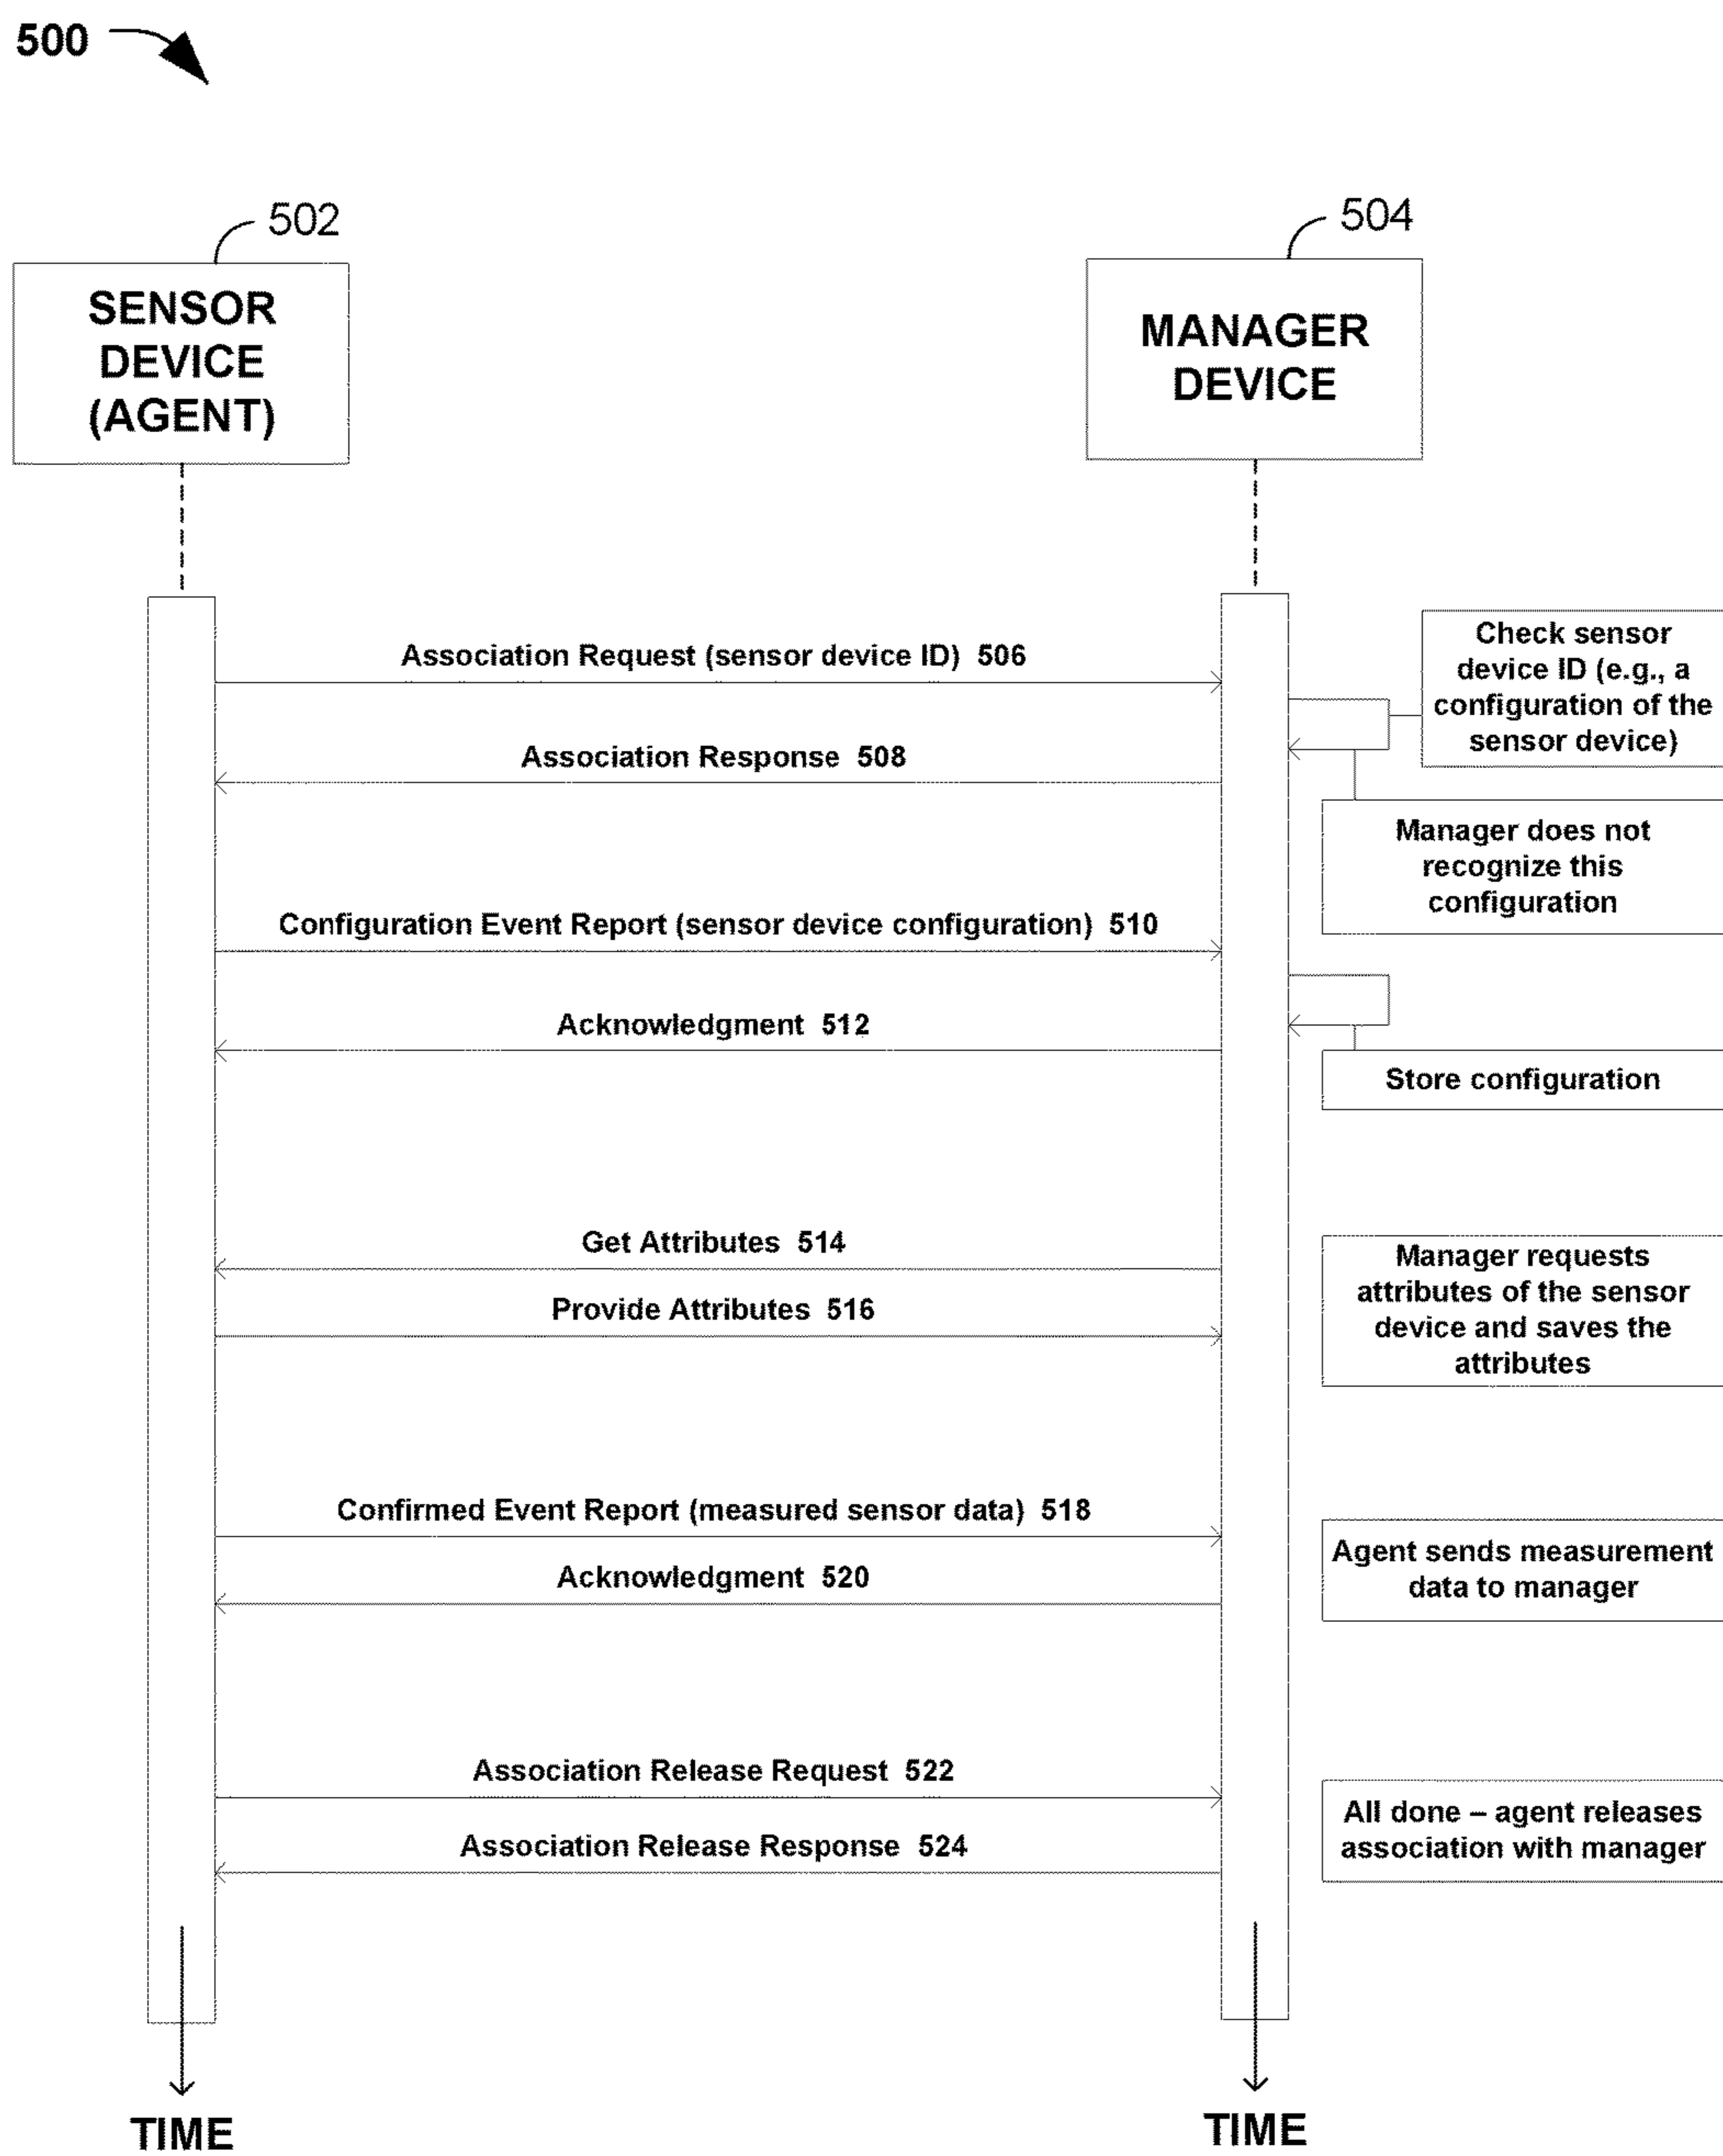 500
502
504
SENSOR
DEVICE
(AGENT)
MANAGER
DEVICE
Association Request (sensor device ID) 506
Check sensor
device ID (e.g., a
configuration of the
sensor device)
Association Response 508
Manager does not
recognize this
configuration
Configuration Event Report (sensor device configuration) 510
Acknowledgment 512
Store configuration
Get Attributes 514
Provide Attributes 516
Manager requests
attributes of the sensor
device and saves the
attributes
Confirmed Event Report (measured sensor data) 518
Acknowledgment 520
Agent sends measurement
data to manager
Association Release Request 522
Association Release Response 524
All done – agent releases
association with manager
TIME
TIME